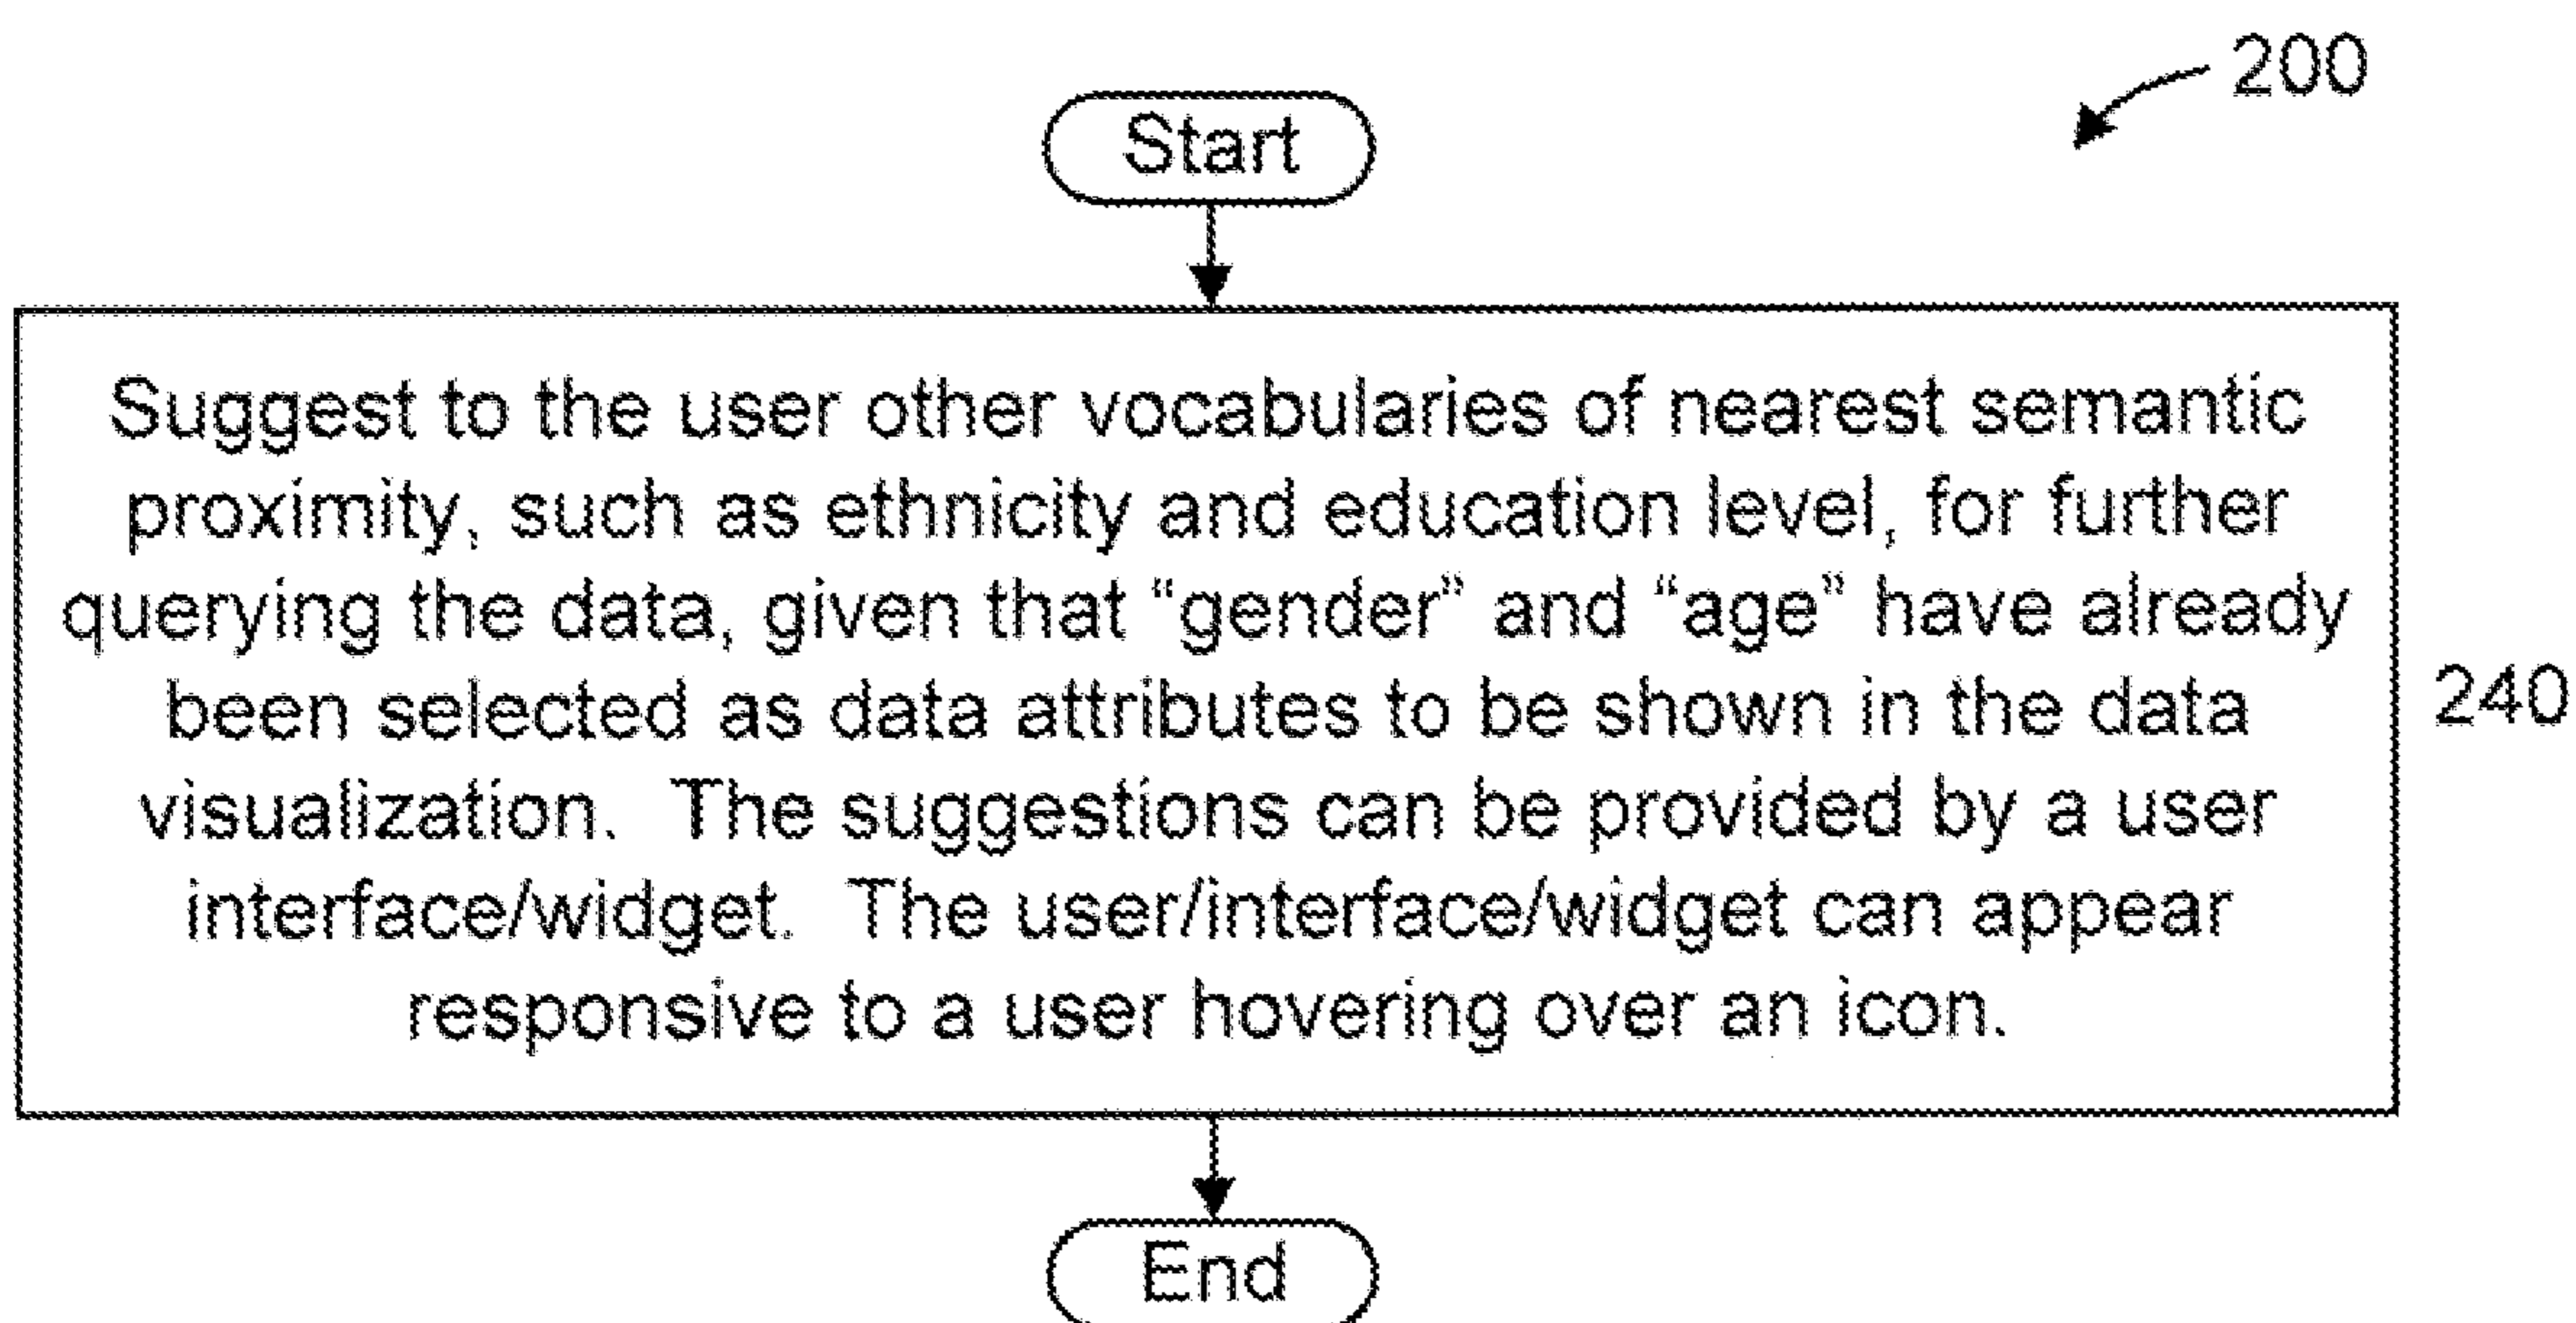 200
Start
Suggest to the user other vocabularies of nearest semantic
proximity, such as ethnicity and education level, for further
querying the data, given that “gender” and “age” have already
been selected as data attributes to be shown in the data
visualization.  The suggestions can be provided by a user
interface/widget.  The user/interface/widget can appear
responsive to a user hovering over an icon.
240
End